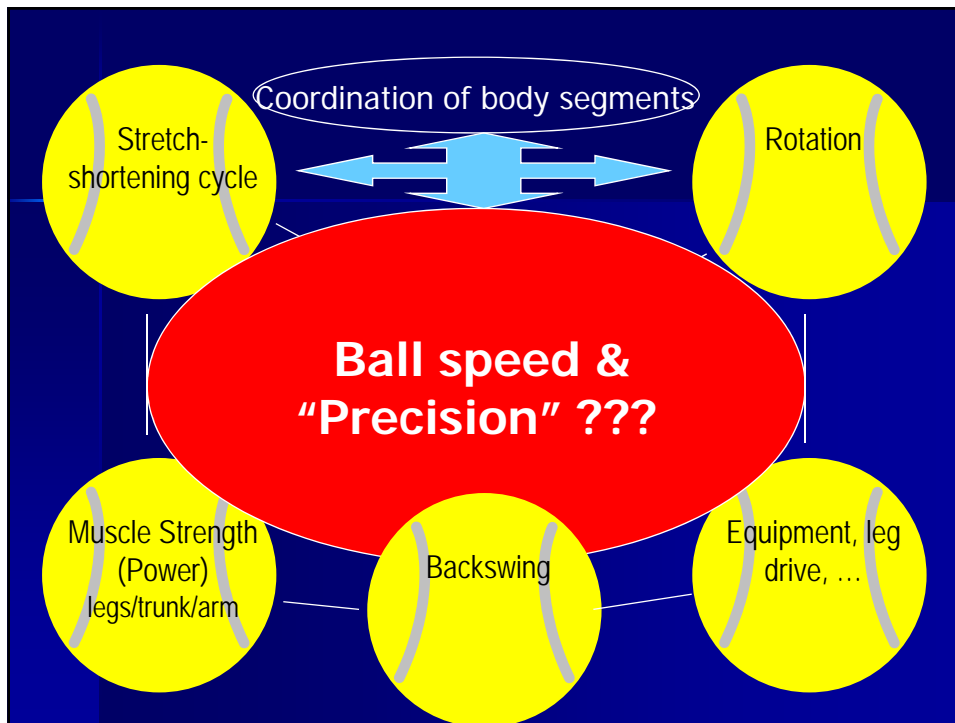 Coordination of body segments
Stretch-
shortening cycle
Rotation
Ball speed &
“Precision” ???
Muscle Strength
(Power)
legs/trunk/arm
Backswing
Equipment, leg
drive, …